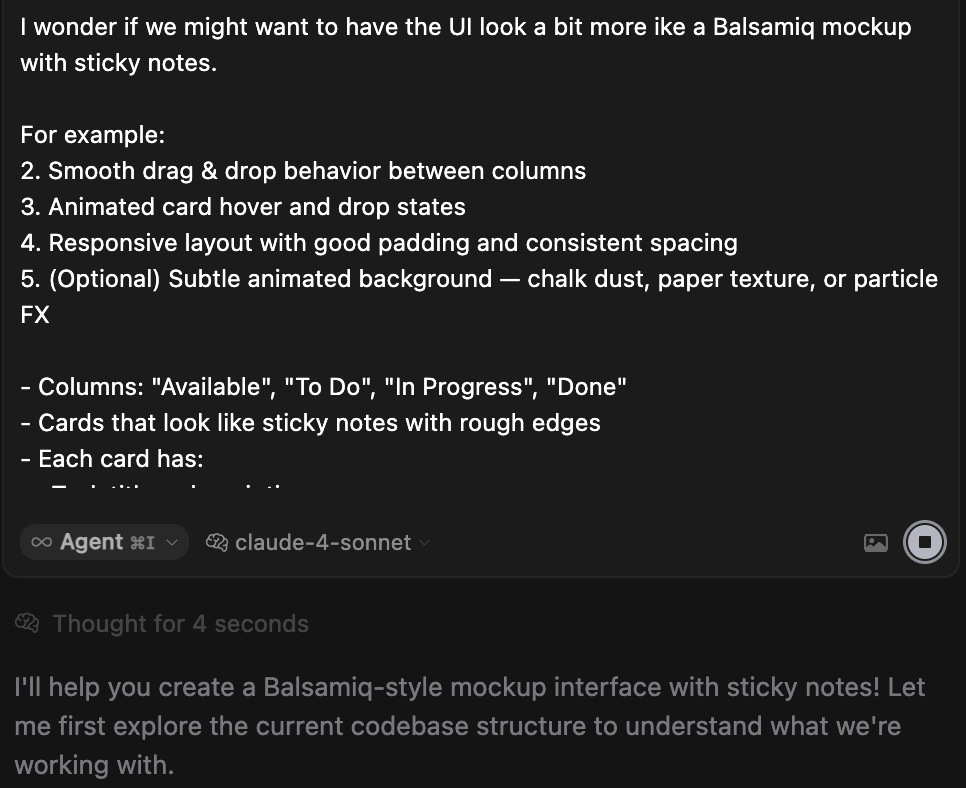 I wonder if we might want to have the UI look a bit more ike a Balsamiq mockup
with sticky notes.
For example:
2. Smooth drag & drop behavior between columns
3. Animated card hover and drop states
4. Responsive layout with good padding and consistent spacing
5. (Optional) Subtle animated background — chalk dust, paper texture, or particle
FX
- Columns: "Available", "To Do", "In Progress", "Done"
- Cards that look like sticky notes with rough edges
- Each card has:
∞ Agent ⌘I
claude-4-sonnet
Thought for 4 seconds
I'll help you create a Balsamiq-style mockup interface with sticky notes! Let
me first explore the current codebase structure to understand what we're
working with.